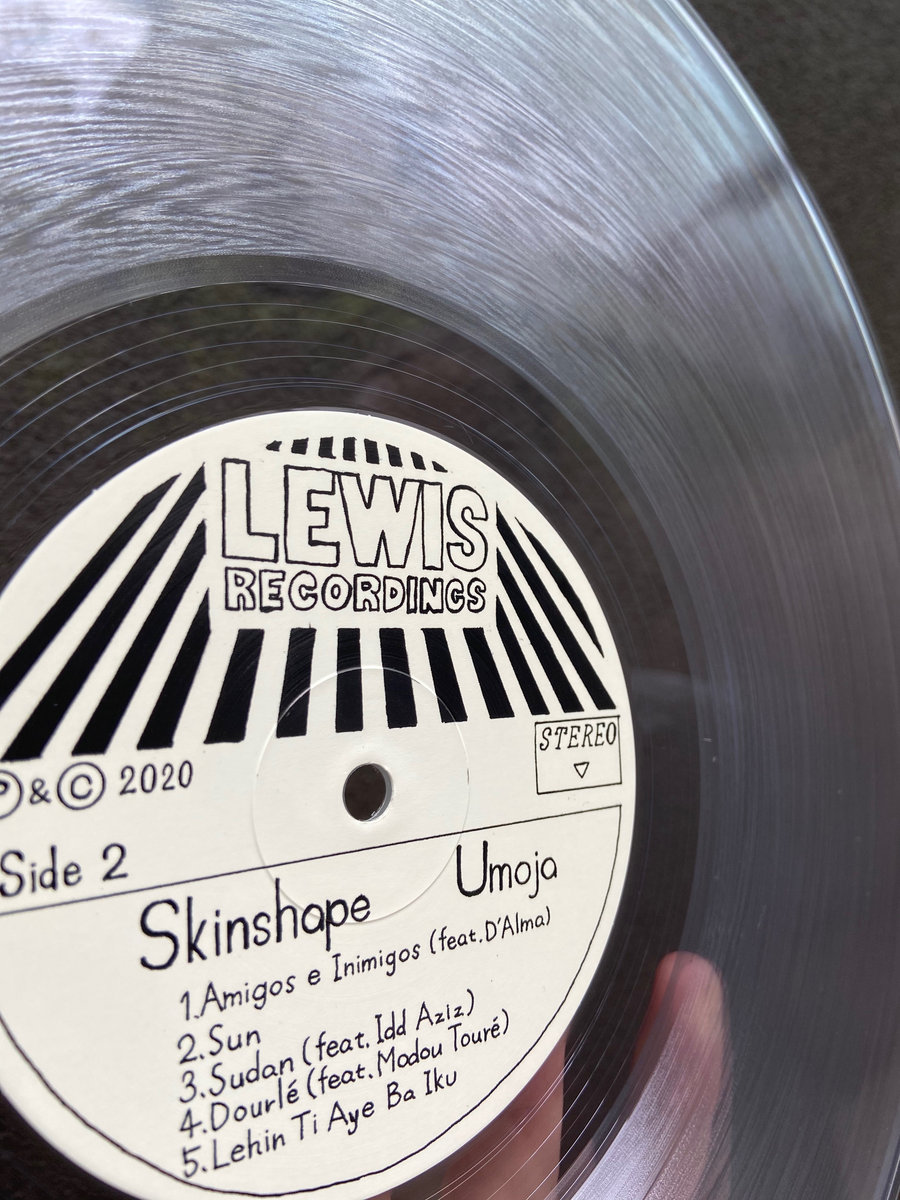 LEWIS
RECORDINGS
STEREO
℗&© 2020
Side 2
Skinshape Umoja
1.Amigos e Inimigos (feat.D'Alma)
2.Sun
3.Sudan (feat.Idd Aziz)
4.Dourlé (feat.Modou Touré)
5.Lehin Ti Aye Ba Iku